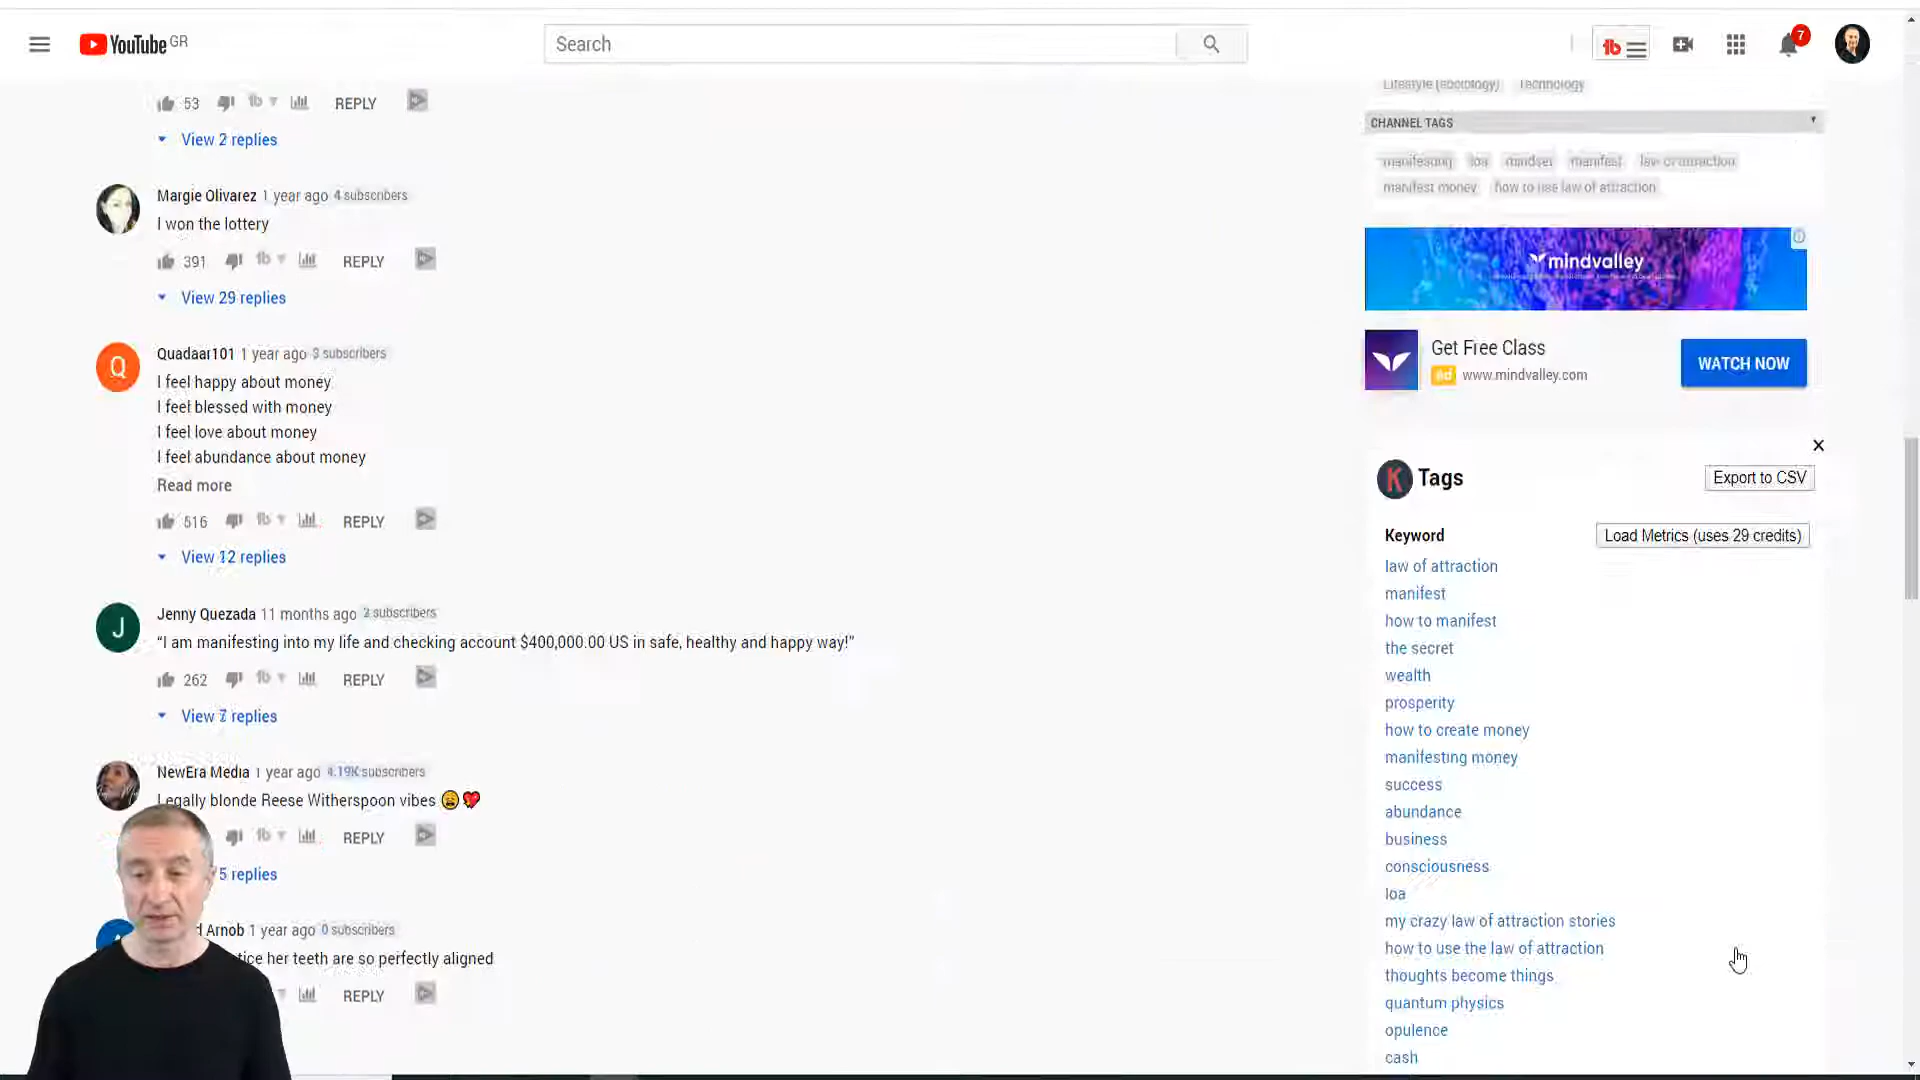 YouTube GR
Search
7
53 REPLY
View 2 replies
Margie Olivarez 1 year ago 4 subscribers
I won the lottery
391 REPLY
View 29 replies
Quadaar101 1 year ago 3 subscribers
I feel happy about money
I feel blessed with money
I feel love about money
I feel abundance about money
Read more
516 REPLY
View 12 replies
Jenny Quezada 11 months ago 2 subscribers
“I am manifesting into my life and checking account $400,000.00 US in safe, healthy and happy way!”
262 REPLY
View 7 replies
NewEra Media 1 year ago 4.19K subscribers
Legally blonde Reese Witherspoon vibes
REPLY
5 replies
Arnob 1 year ago 0 subscribers
her teeth are so perfectly aligned
REPLY
Lifestyle (sociology) Technology
CHANNEL TAGS
manifesting loa mindset manifest law of attraction
manifest money how to use law of attraction
mindvalley
Get Free Class
Ad www.mindvalley.com
WATCH NOW
K Tags
Export to CSV
Keyword
Load Metrics (uses 29 credits)
law of attraction
manifest
how to manifest
the secret
wealth
prosperity
how to create money
manifesting money
success
abundance
business
consciousness
loa
my crazy law of attraction stories
how to use the law of attraction
thoughts become things
quantum physics
opulence
cash